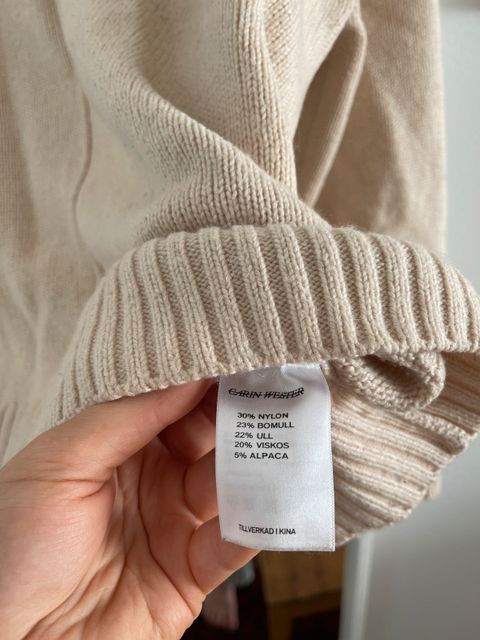 CARIN WESTER
30% NYLON
23% BOMULL
22% ULL
20% VISKOS
5% ALPACA
TILLVERKAD I KINA